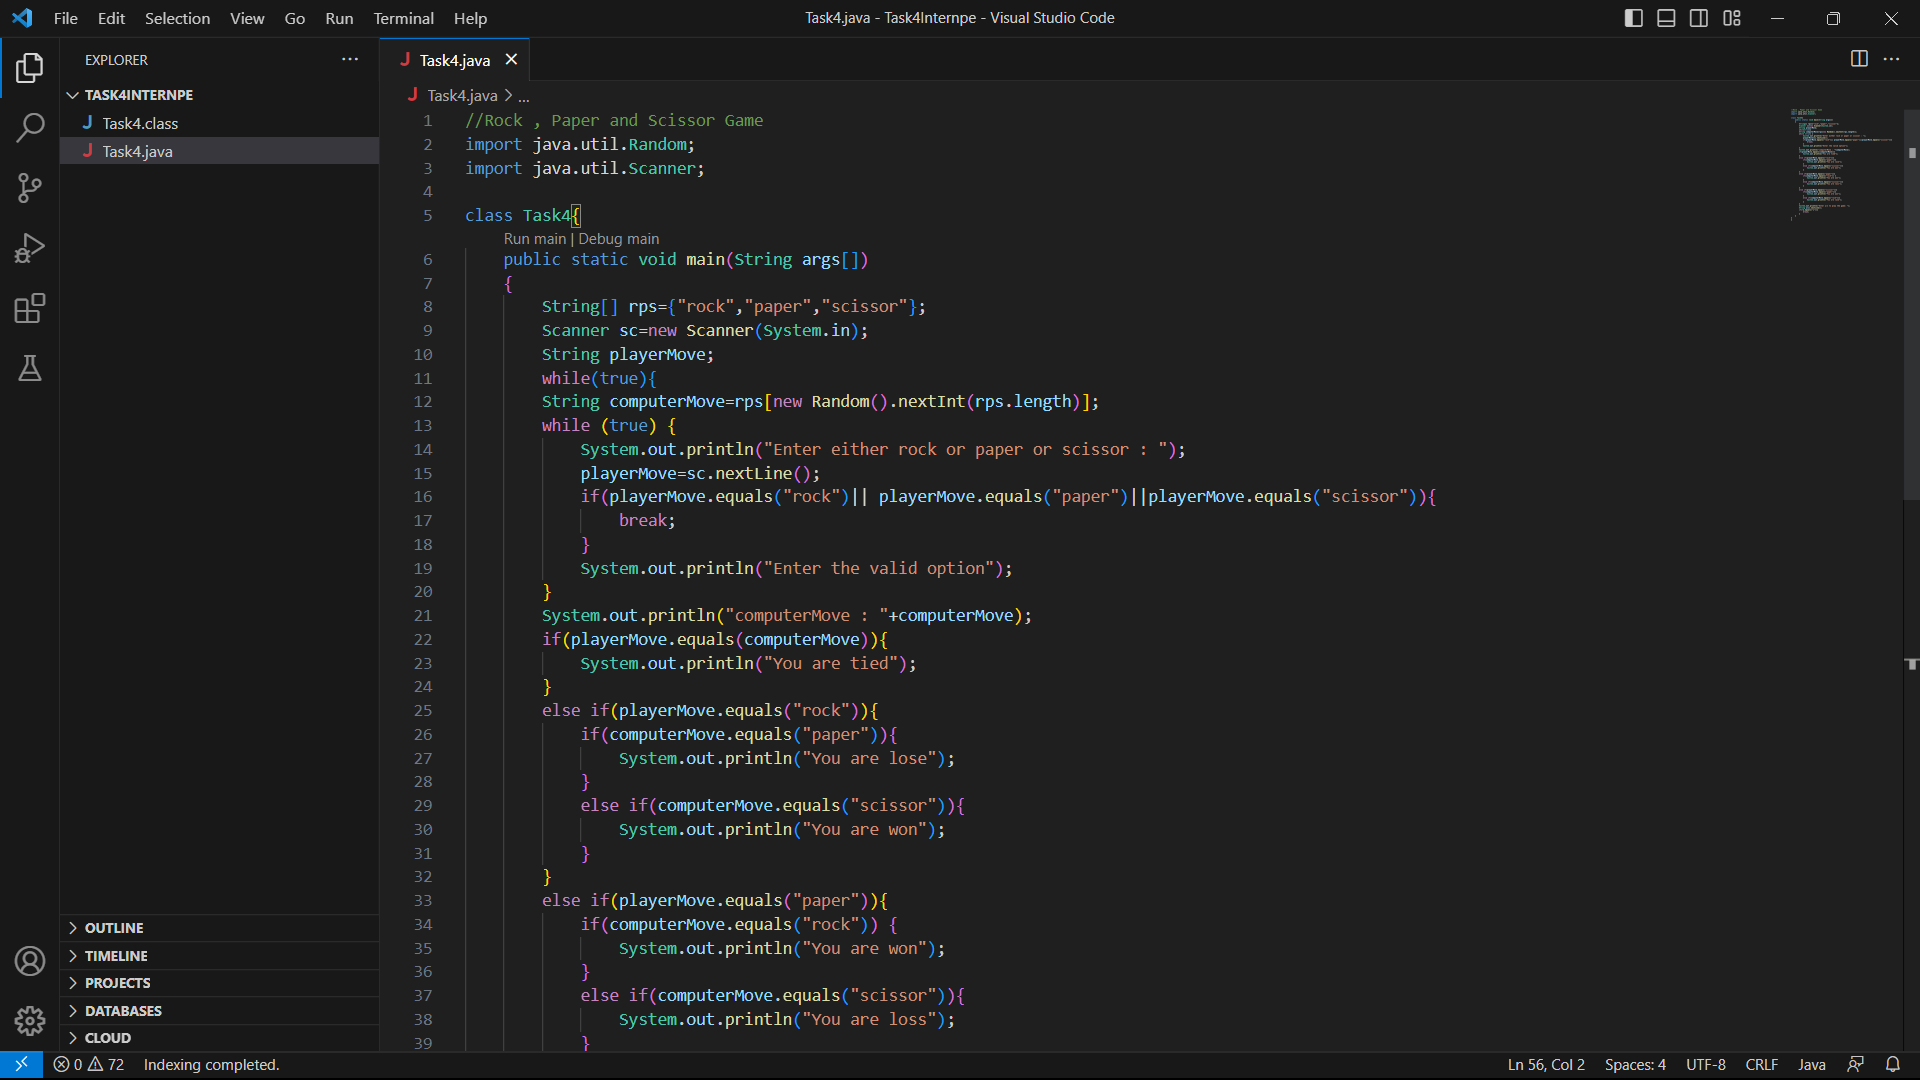 File Edit Selection View Go Run Terminal Help
Task4.java - Task4Internpe - Visual Studio Code
EXPLORER
TASK4INTERNPE
J Task4.class
J Task4.java
OUTLINE
TIMELINE
PROJECTS
DATABASES
CLOUD
J Task4.java
J Task4.java > ...
1 //Rock , Paper and Scissor Game
2 import java.util.Random;
3 import java.util.Scanner;
4
5 class Task4{
Run main | Debug main
6 public static void main(String args[])
7 {
8 String[] rps={"rock","paper","scissor"};
9 Scanner sc=new Scanner(System.in);
10 String playerMove;
11 while(true){
12 String computerMove=rps[new Random().nextInt(rps.length)];
13 while (true) {
14 System.out.println("Enter either rock or paper or scissor : ");
15 playerMove=sc.nextLine();
16 if(playerMove.equals("rock")|| playerMove.equals("paper")||playerMove.equals("scissor")){
17 break;
18 }
19 System.out.println("Enter the valid option");
20 }
21 System.out.println("computerMove : "+computerMove);
22 if(playerMove.equals(computerMove)){
23 System.out.println("You are tied");
24 }
25 else if(playerMove.equals("rock")){
26 if(computerMove.equals("paper")){
27 System.out.println("You are lose");
28 }
29 else if(computerMove.equals("scissor")){
30 System.out.println("You are won");
31 }
32 }
33 else if(playerMove.equals("paper")){
34 if(computerMove.equals("rock")) {
35 System.out.println("You are won");
36 }
37 else if(computerMove.equals("scissor")){
38 System.out.println("You are loss");
39 }
0 72 Indexing completed.
Ln 56, Col 2 Spaces: 4 UTF-8 CRLF Java